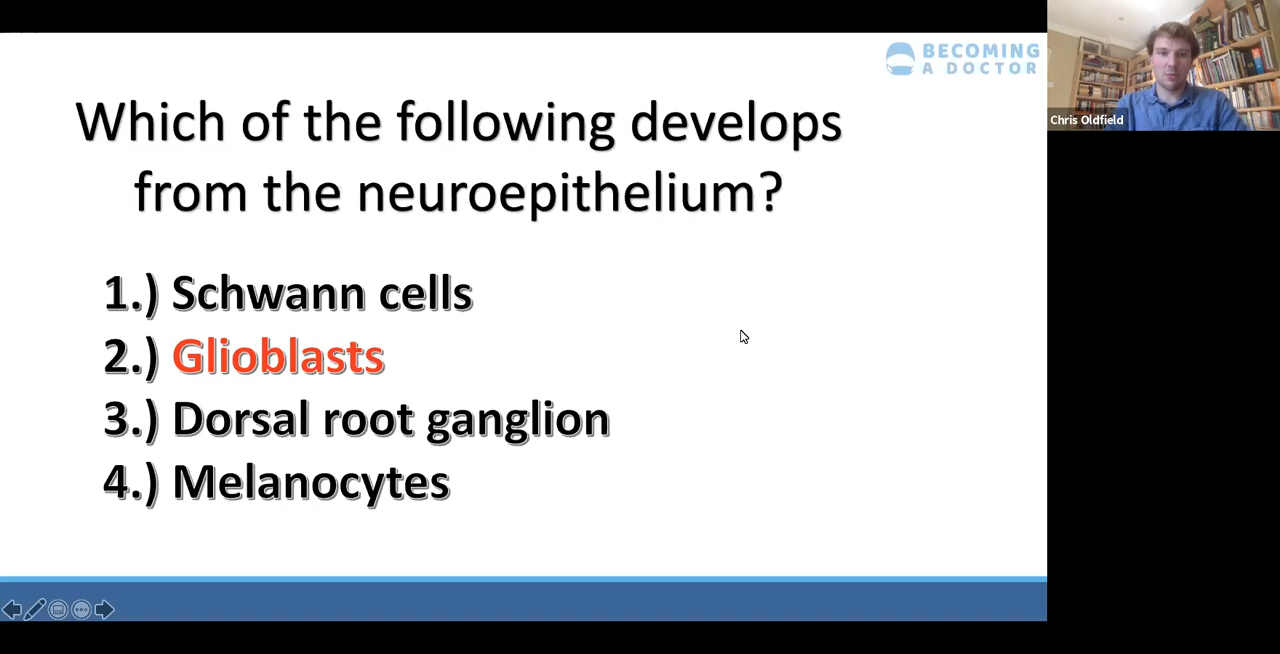 BECOMING
A DOCTOR
Which of the following develops
from the neuroepithelium?
1.) Schwann cells
2.) Glioblasts
3.) Dorsal root ganglion
4.) Melanocytes
Chris Oldfield